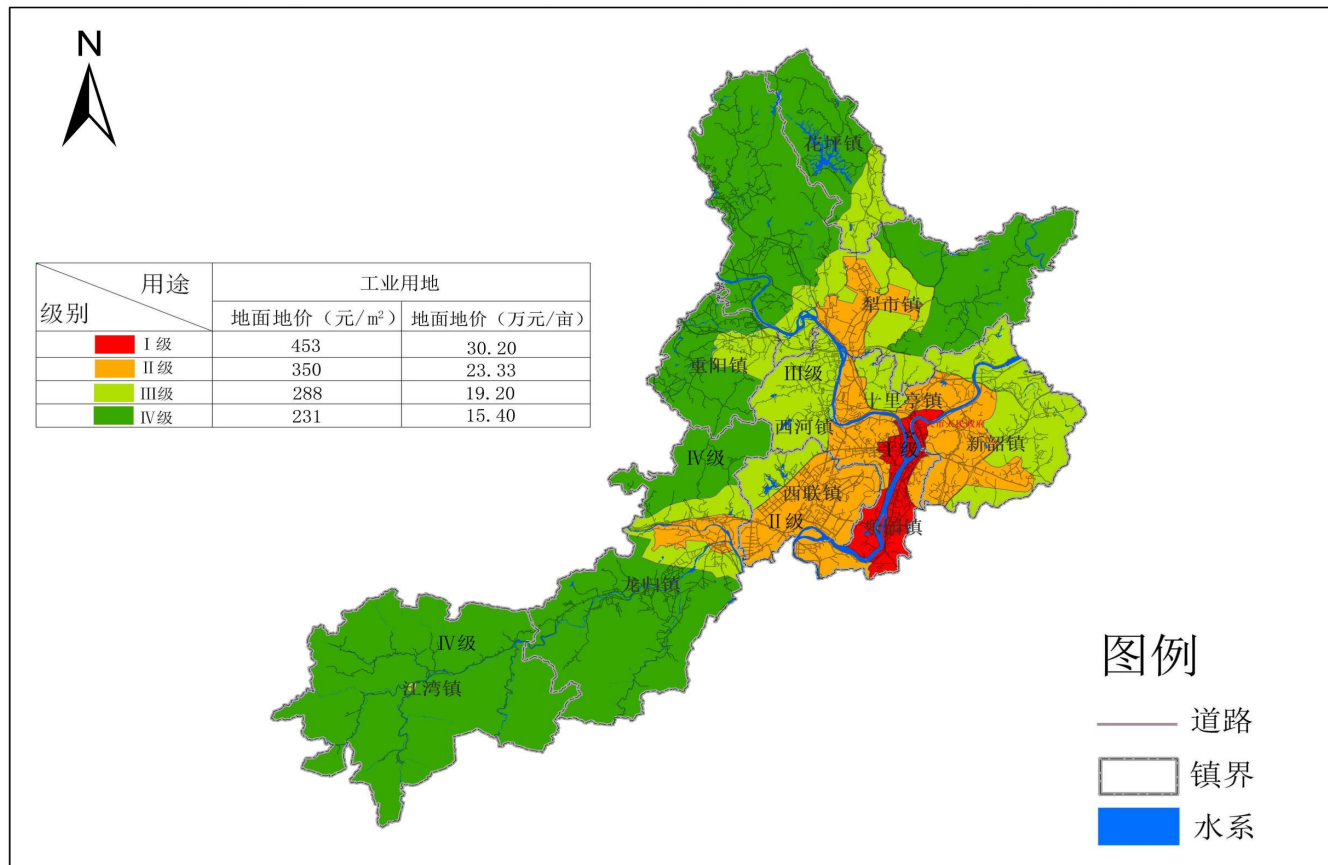 N
用途
级别
工业用地
地面地价（元/m²）
地面地价（万元/亩）
Ⅰ级
453
30.20
Ⅱ级
350
23.33
Ⅲ级
288
19.20
Ⅳ级
231
15.40
花坪镇
犁市镇
重阳镇
Ⅲ级
十里亭镇
西河镇
Ⅰ级
新韶镇
Ⅳ级
西联镇
Ⅱ级
龙归镇
Ⅳ级
江湾镇
图例
道路
镇界
水系